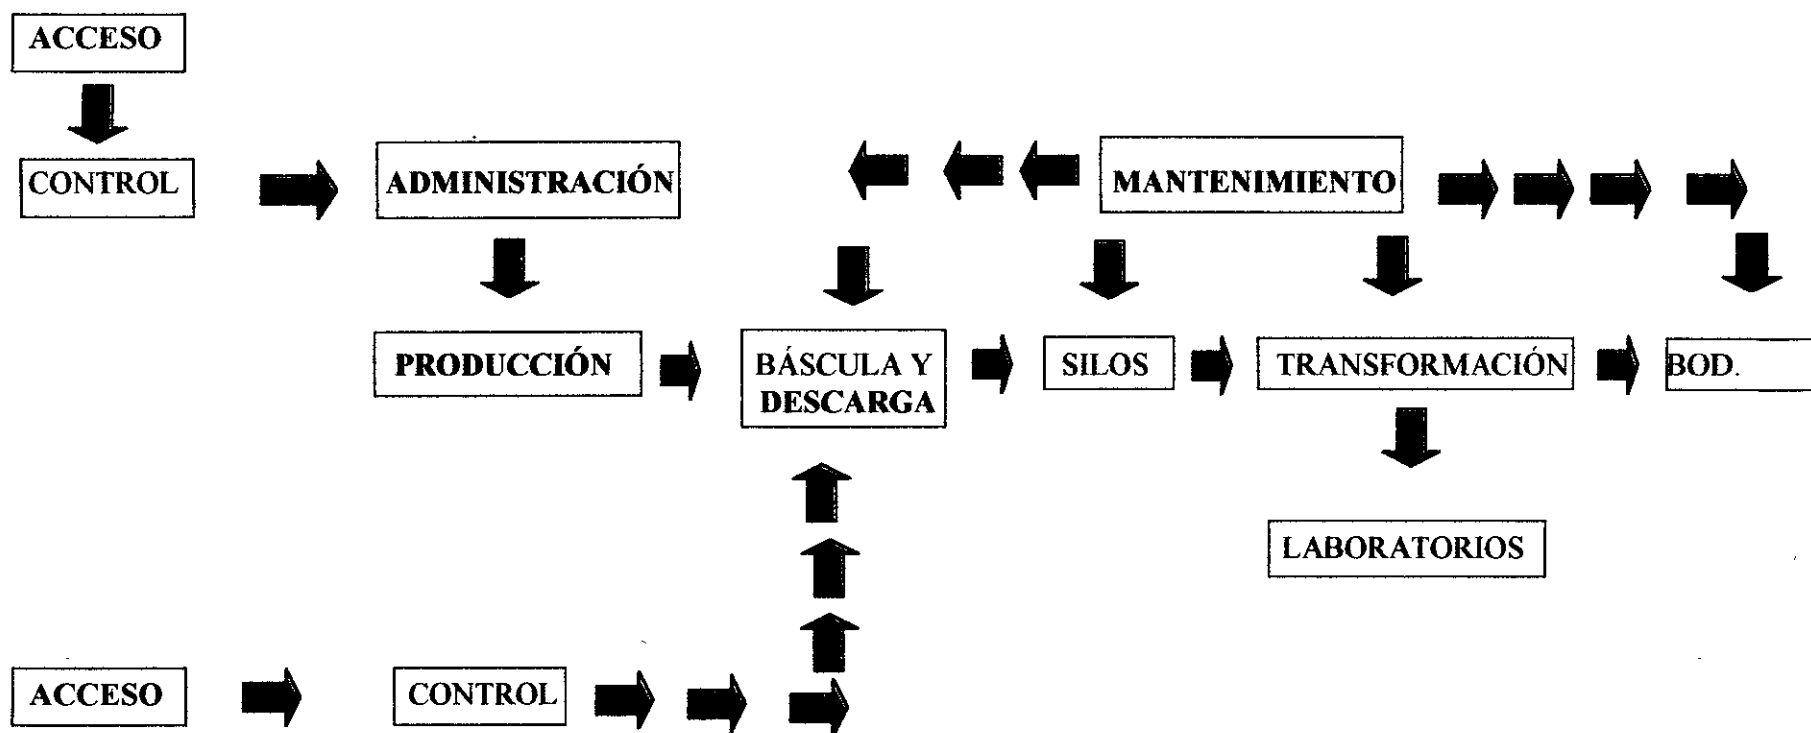 ACCESO
CONTROL
ADMINISTRACIÓN
MANTENIMIENTO
PRODUCCIÓN
BÁSCULA Y
DESCARGA
SILOS
TRANSFORMACIÓN
BOD.
LABORATORIOS
ACCESO
CONTROL